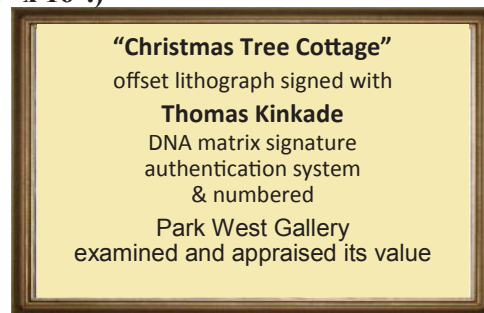 x 10".)
“Christmas Tree Cottage”
offset lithograph signed with
Thomas Kinkade
DNA matrix signature
authentication system
& numbered
Park West Gallery
examined and appraised its value